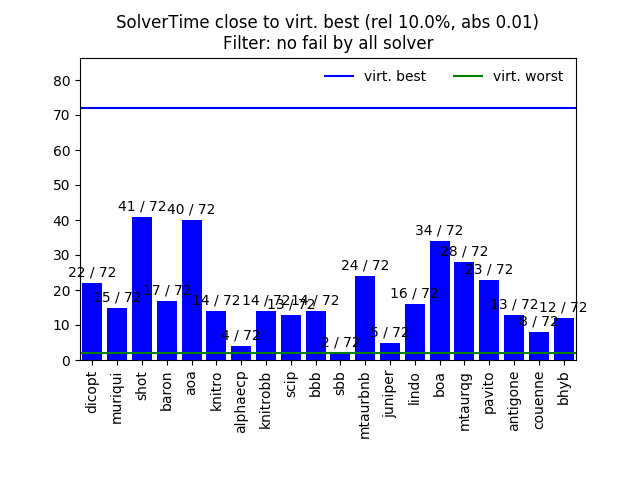 SolverTime close to virt. best (rel 10.0%, abs 0.01)
Filter: no fail by all solver
virt. best
virt. worst
80
70
60
50
40
30
20
10
0
22 / 72
15 / 72
41 / 72
17 / 72
40 / 72
14 / 72
4 / 72
14 / 72
13 / 72
14 / 72
2 / 72
24 / 72
5 / 72
16 / 72
34 / 72
28 / 72
23 / 72
13 / 72
8 / 72
12 / 72
dicopt
muriqui
shot
baron
aoa
knitro
alphaecp
knitrobb
scip
bbb
sbb
mtaurbnb
juniper
lindo
boa
mtaurqg
pavito
antigone
couenne
bhyb